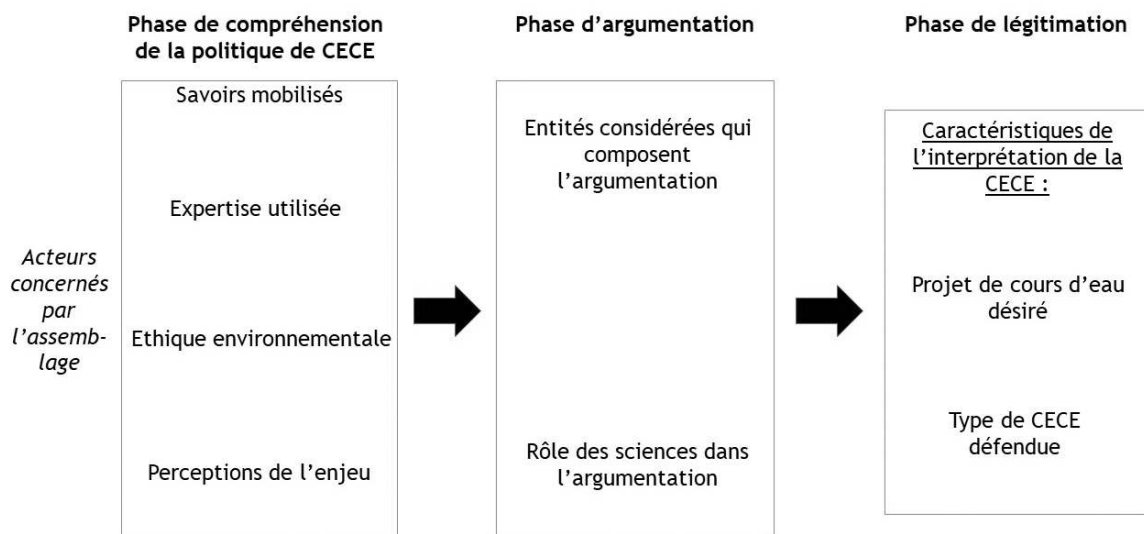 Phase de compréhension
de la politique de CECE
Phase d'argumentation
Phase de légitimation
Acteurs
concernés
par
l'assemb-
lage
Savoirs mobilisés
Expertise utilisée
Ethique environnementale
Perceptions de l'enjeu
Entités considérées qui
composent
l'argumentation
Rôle des sciences dans
l'argumentation
Caractéristiques de
l'interprétation de la
CECE :
Projet de cours d'eau
désiré
Type de CECE
défendue